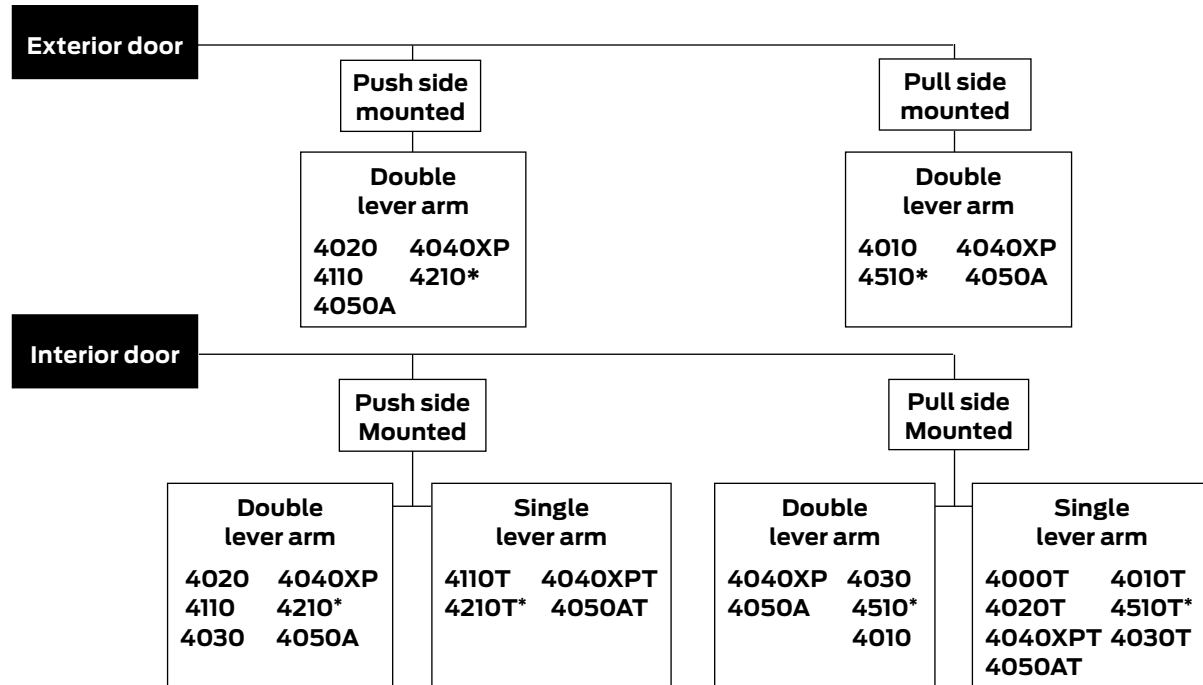 Exterior door
Push side
mounted
Pull side
mounted
Double
lever arm
4020 4040XP
4110 4210*
4050A
Double
lever arm
4010 4040XP
4510* 4050A
Interior door
Push side
Mounted
Pull side
Mounted
Double
lever arm
4020 4040XP
4110 4210*
4030 4050A
Single
lever arm
4110T 4040XPT
4210T* 4050AT
Double
lever arm
4040XP 4030
4050A 4510*
4010
Single
lever arm
4000T 4010T
4020T 4510T*
4040XPT 4030T
4050AT